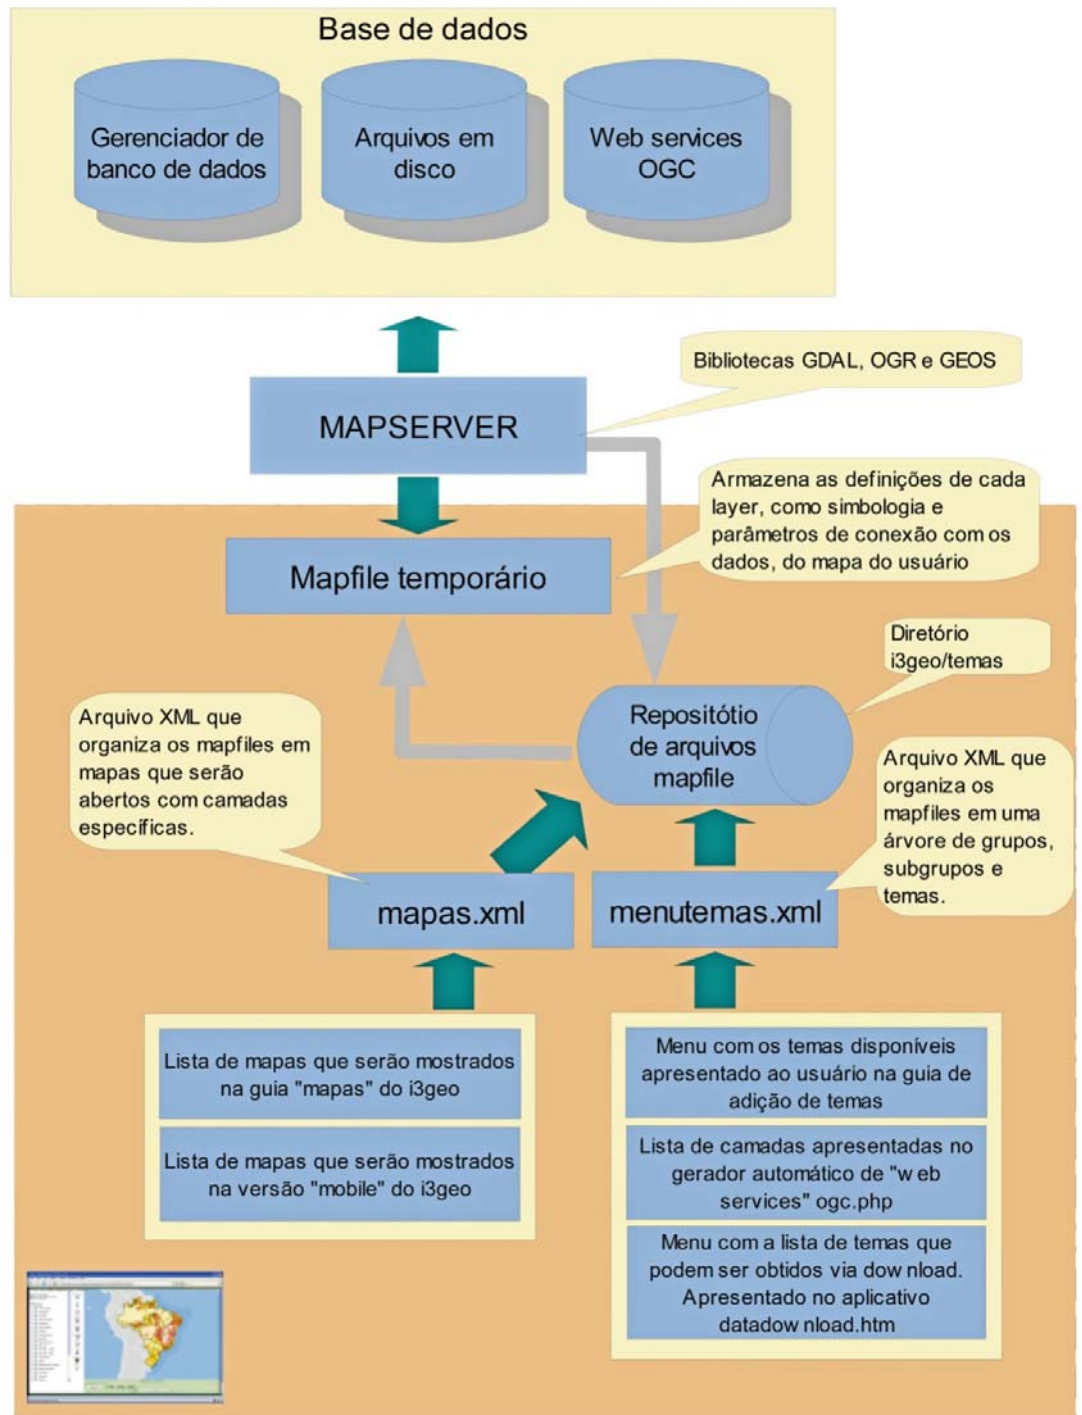 Base de dados
Gerenciador de
banco de dados
Arquivos em
disco
Web services
OGC
Bibliotecas GDAL, OGR e GEOS
MAPSERVER
Armazena as definições de cada
layer, como simbologia e
parâmetros de conexão com os
dados, do mapa do usuário
Mapfile temporário
Diretório
i3geo/temas
Repositótio
de arquivos
mapfile
Arquivo XML que
organiza os mapfiles em
mapas que serão
abertos com camadas
específicas.
Arquivo XML que
organiza os
mapfiles em uma
árvore de grupos,
subgrupos e
temas.
mapas.xml
menutemas.xml
Lista de mapas que serão mostrados
na guia "mapas" do i3geo
Lista de mapas que serão mostrados
na versão "mobile" do i3geo
Menu com os temas disponíveis
apresentado ao usuário na guia de
adição de temas
Lista de camadas apresentadas no
gerador automático de "web
services" ogc.php
Menu com a lista de temas que
podem ser obtidos via download.
Apresentado no aplicativo
datadownload.htm